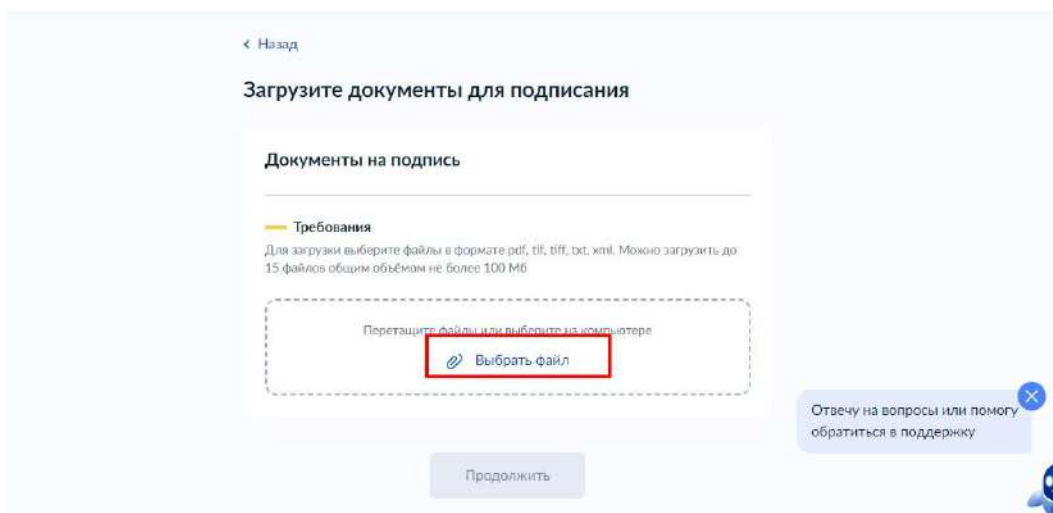 Назад
Загрузите документы для подписания
Документы на подпись
Требования
Для загрузки выберите файлы в формате pdf, tif, tiff, txt, xml. Можно загрузить до
15 файлов общим объёмом не более 100 Мб
Перетащите файлы или выберите на компьютере
Выбрать файл
Отвечу на вопросы или помогу
обратиться в поддержку
Продолжить